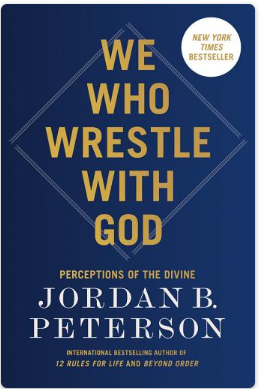 NEW YORK
TIMES
BESTSELLER
WE
WHO
WRESTLE
WITH
GOD
PERCEPTIONS OF THE DIVINE
JORDAN B.
PETERSON
INTERNATIONAL BESTSELLING AUTHOR OF
12 RULES FOR LIFE AND BEYOND ORDER